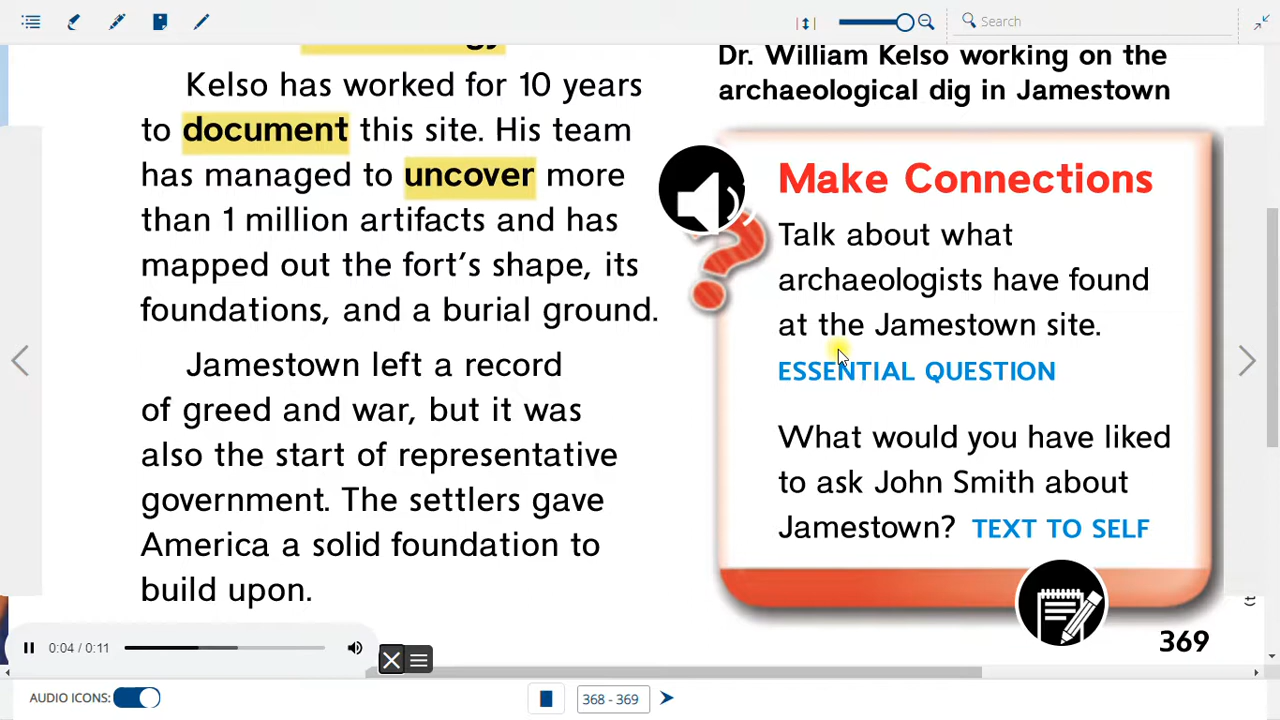 Search
Kelso has worked for 10 years
to document this site. His team
has managed to uncover more
than 1 million artifacts and has
mapped out the fort's shape, its
foundations, and a burial ground.
Jamestown left a record
of greed and war, but it was
also the start of representative
government. The settlers gave
America a solid foundation to
build upon.
Dr. William Kelso working on the
archaeological dig in Jamestown
Make Connections
Talk about what
archaeologists have found
at the Jamestown site.
ESSENTIAL QUESTION
What would you have liked
to ask John Smith about
Jamestown? TEXT TO SELF
369
0:04 / 0:11
AUDIO ICONS:
368 - 369